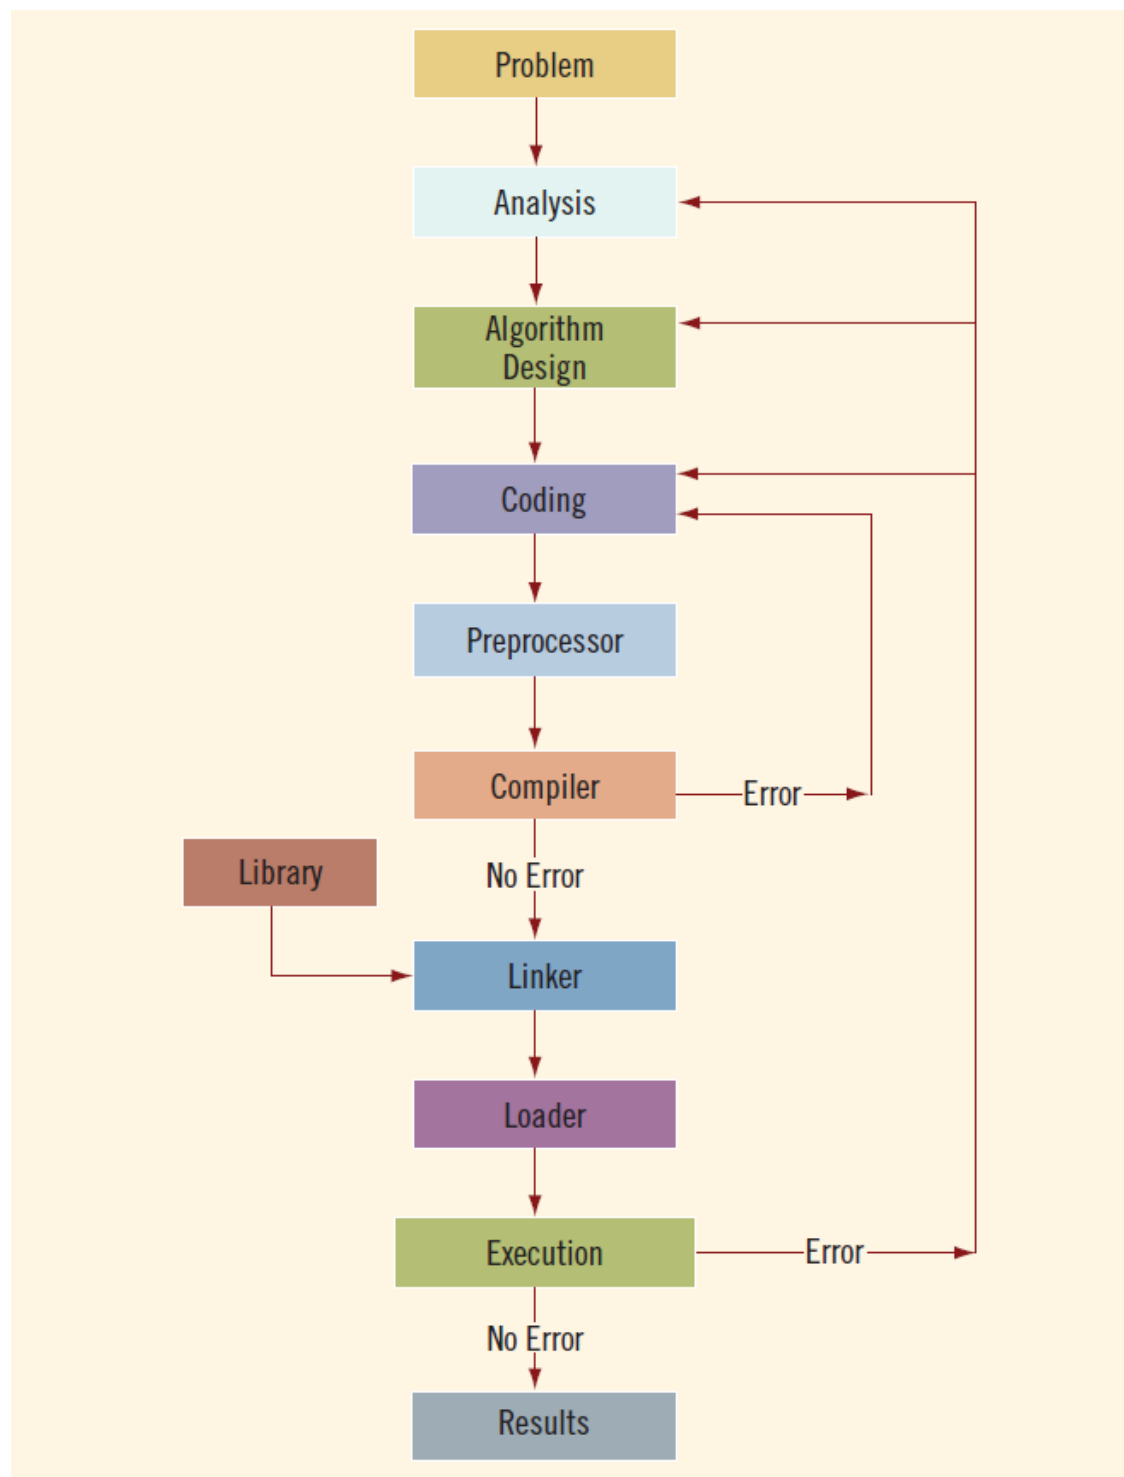 Problem
Analysis
Algorithm
Design
Coding
Preprocessor
Compiler
Error
Library
No Error
Linker
Loader
Execution
Error
No Error
Results